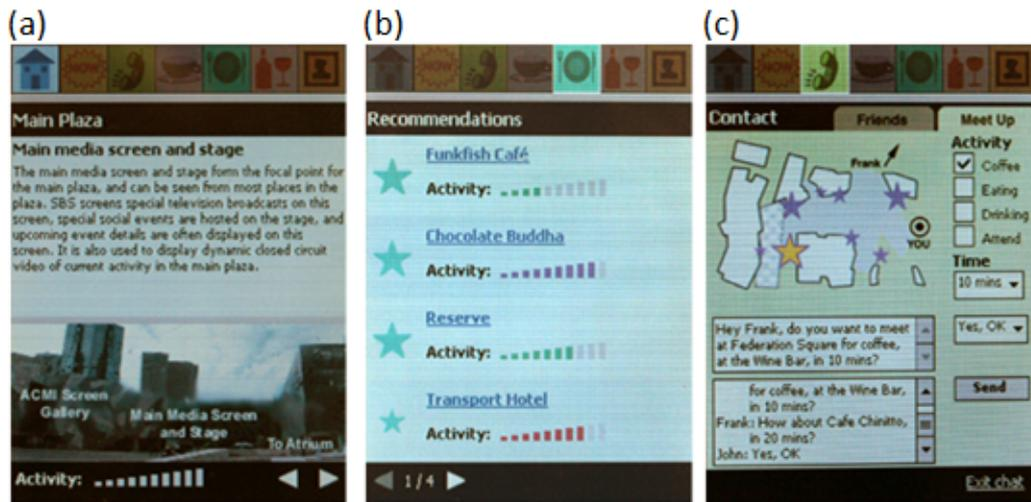 (a)
Main Plaza
Main media screen and stage
The main media screen and stage form the focal point for
the main plaza, and can be seen from most places in the
plaza. SBS screens special television broadcasts on this
screen, special social events are hosted on the stage, and
upcoming event details are often displayed on this
screen. It is also used to display dynamic closed circuit
video of current activity in the main plaza.
ACMI Screen
Gallery
Main Media Screen
and Stage
To Atrium
Activity:
(b)
NOW
Recommendations
Funkfish Café
Activity:
Chocolate Buddha
Activity:
Reserve
Activity:
Transport Hotel
Activity:
1/4
(c)
Contact
Friends
Meet Up
Frank
YOU
Activity
Coffee
Eating
Drinking
Attend
Time
10 mins
Hey Frank, do you want to meet
at Federation Square for coffee,
at the Wine Bar, in 10 mins?
Yes, OK
for coffee, at the Wine Bar,
in 10 mins?
Frank: How about Cafe Chinitto,
in 20 mins?
John: Yes, OK
Send
Exit chat